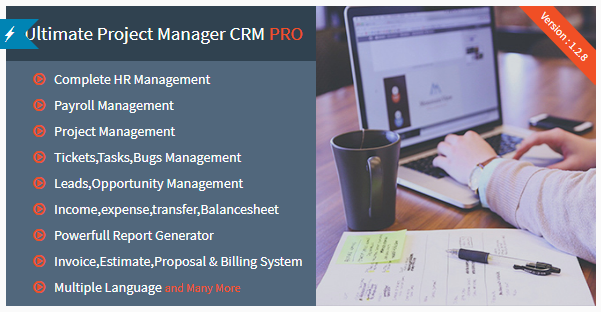 Ultimate Project Manager CRM PRO
Version : 1.2.8
Complete HR Management
Payroll Management
Project Management
Tickets,Tasks,Bugs Management
Leads,Opportunity Management
Income,expense,transfer,Balancesheet
Powerfull Report Generator
Invoice,Estimate,Proposal & Billing System
Multiple Language and Many More